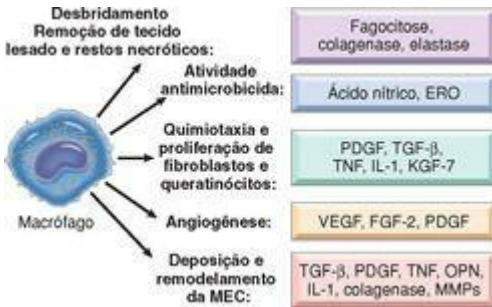 Desbridamento
Remoção de tecido
lesado e restos necróticos:
Fagocitose,
colagenase, elastase
Atividade
antimicrobicida:
Ácido nítrico, ERO
Quimiotaxia e
proliferação de
fibroblastos e
queratinócitos:
PDGF, TGF-β,
TNF, IL-1, KGF-7
Macrófago
Angiogênese:
VEGF, FGF-2, PDGF
Deposição e
remodelamento
da MEC:
TGF-β, PDGF, TNF, OPN,
IL-1, colagenase, MMPs